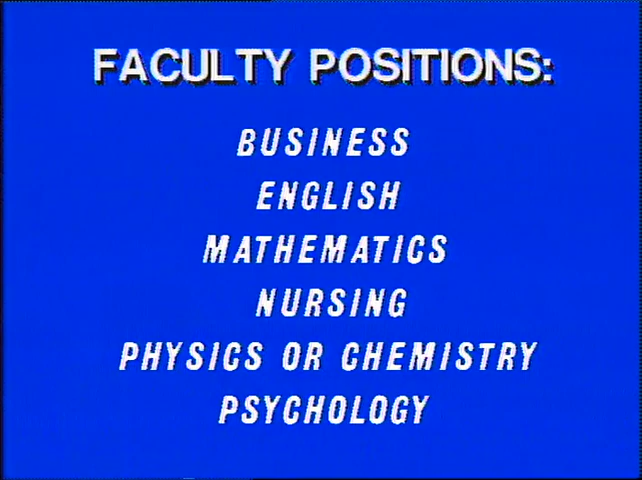 FACULTY POSITIONS:
BUSINESS
ENGLISH
MATHEMATICS
NURSING
PHYSICS OR CHEMISTRY
PSYCHOLOGY